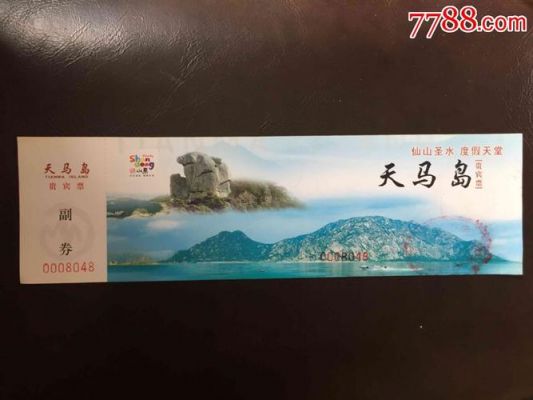 7788.com
天马岛
TIANMA ISLAND
贵宾票
副
券
0008048
Shan
dong
仙山圣水 度假天堂
天马岛
贵宾票
0008048